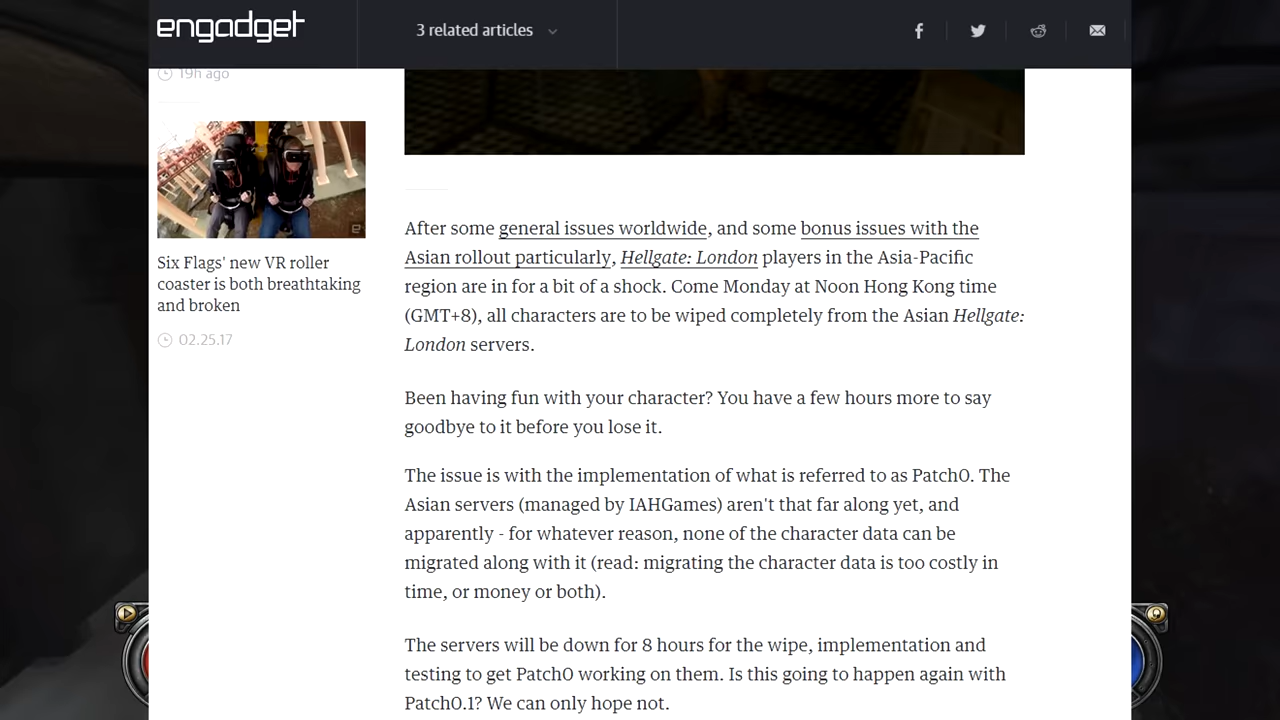 engadget
3 related articles
19h ago
Six Flags' new VR roller
coaster is both breathtaking
and broken
02.25.17
After some general issues worldwide, and some bonus issues with the
Asian rollout particularly, Hellgate: London players in the Asia-Pacific
region are in for a bit of a shock. Come Monday at Noon Hong Kong time
(GMT+8), all characters are to be wiped completely from the Asian Hellgate:
London servers.
Been having fun with your character? You have a few hours more to say
goodbye to it before you lose it.
The issue is with the implementation of what is referred to as Patch0. The
Asian servers (managed by IAHGames) aren't that far along yet, and
apparently - for whatever reason, none of the character data can be
migrated along with it (read: migrating the character data is too costly in
time, or money or both).
The servers will be down for 8 hours for the wipe, implementation and
testing to get Patch0 working on them. Is this going to happen again with
Patch0.1? We can only hope not.